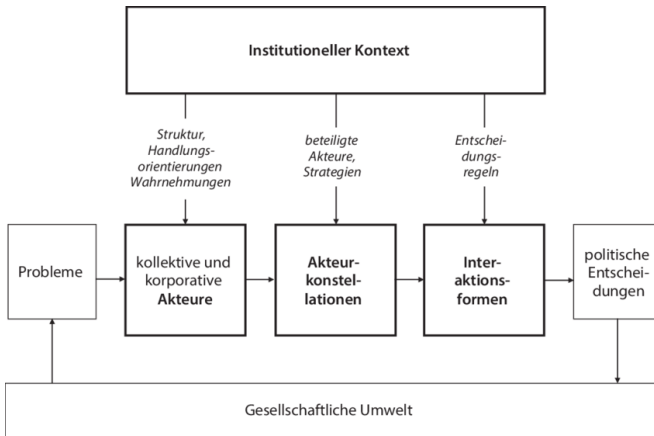 Institutioneller Kontext
Struktur,
Handlungs-
orientierungen
Wahrnehmungen
beteiligte
Akteure,
Strategien
Entschei-
dungs-
regeln
Probleme
kollektive und
korporative
Akteure
Akteur-
konstel-
lationen
Inter-
aktions-
formen
politische
Entschei-
dungen
Gesellschaftliche Umwelt